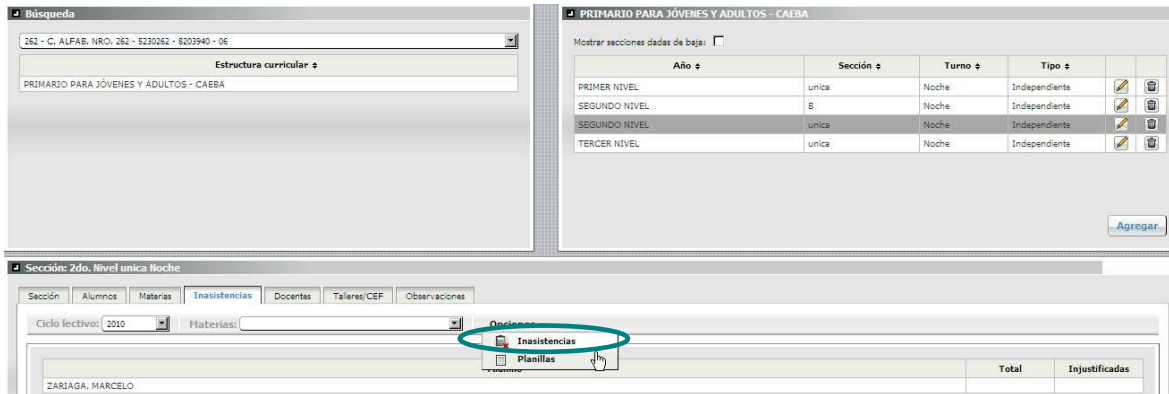 Búsqueda
262 - C. ALFAB. NRO. 262 - 5230262 - 8203940 - 06
Estructura curricular
PRIMARIO PARA JÓVENES Y ADULTOS - CAEBA
PRIMARIO PARA JÓVENES Y ADULTOS - CAEBA
Mostrar secciones dadas de baja:
Año Sección Turno Tipo
PRIMER NIVEL unica Noche Independiente
SEGUNDO NIVEL B Noche Independiente
SEGUNDO NIVEL unica Noche Independiente
TERCER NIVEL unica Noche Independiente
Agregar
Sección: 2do. Nivel unica Noche
Sección Alumnos Materias Inasistencias Docentes Talleres/CEF Observaciones
Ciclo lectivo: 2010 Materias: Opciones
Inasistencias
Planillas
Alumno Total Injustificadas
ZARIAGA, MARCELO